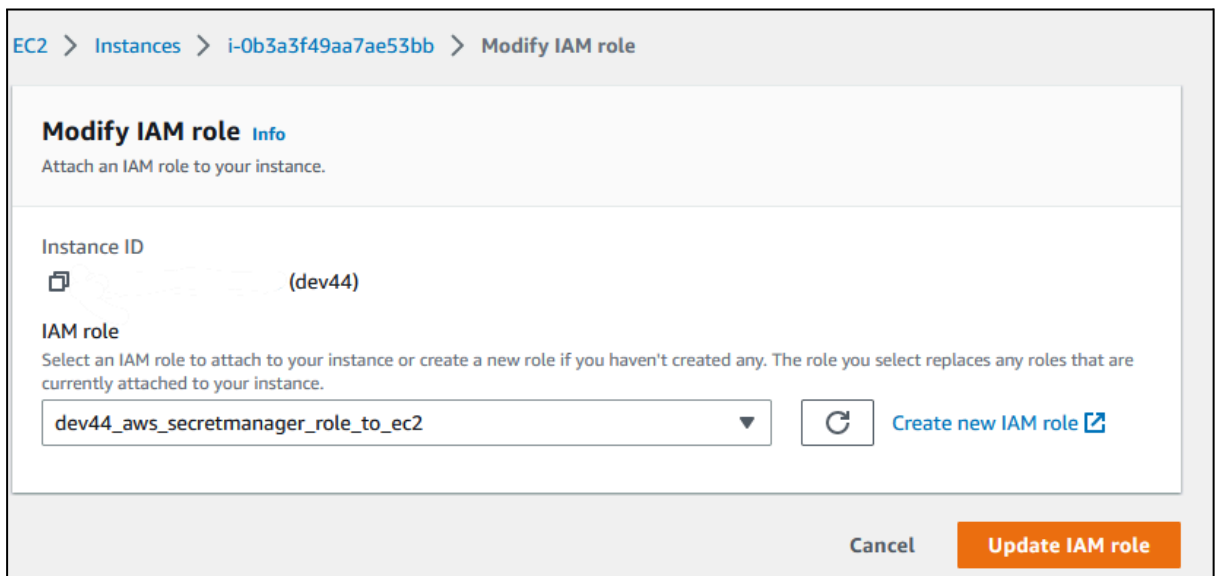 EC2 > Instances > i-0b3a3f49aa7ae53bb > Modify IAM role
Modify IAM role Info
Attach an IAM role to your instance.
Instance ID
(dev44)
IAM role
Select an IAM role to attach to your instance or create a new role if you haven't created any. The role you select replaces any roles that are
currently attached to your instance.
dev44_aws_secretmanager_role_to_ec2
Create new IAM role
Cancel Update IAM role